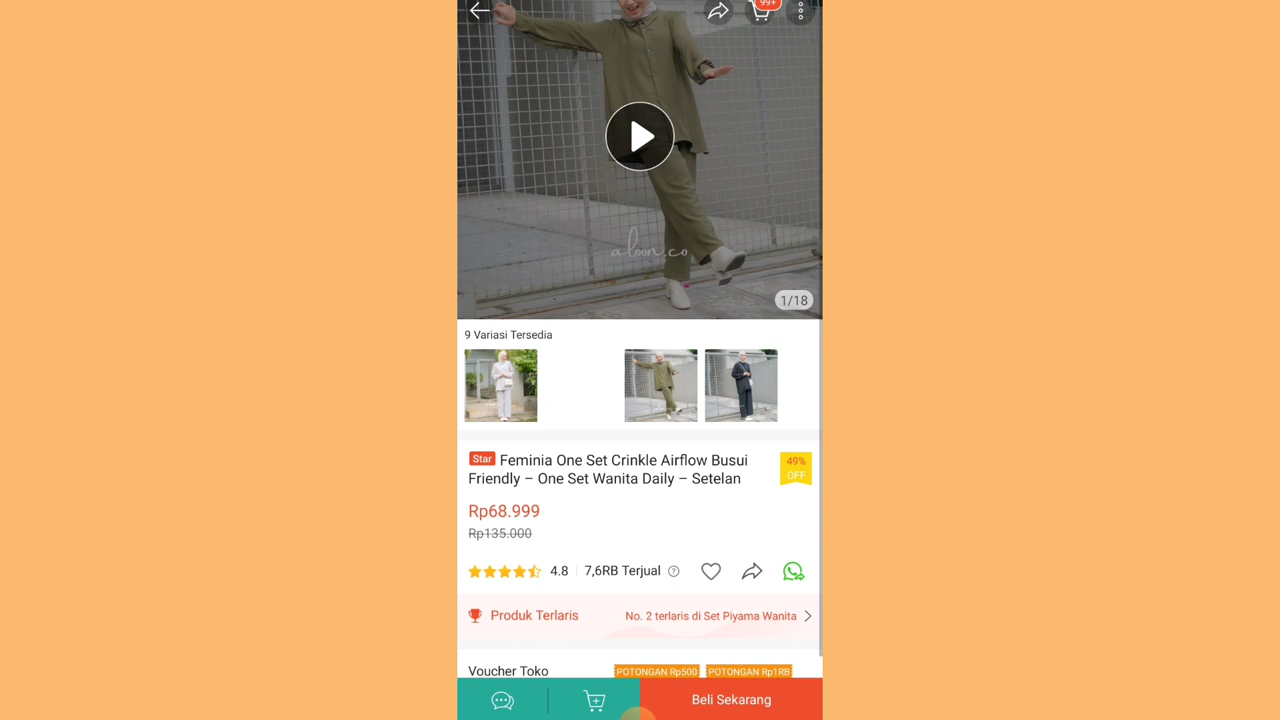 99+
aloon.co
1/18
9 Variasi Tersedia
Star Feminia One Set Crinkle Airflow Busui
Friendly – One Set Wanita Daily – Setelan
49%
OFF
Rp68.999
Rp135.000
4.8 7,6RB Terjual ?
Produk Terlaris No. 2 terlaris di Set Piyama Wanita
Voucher Toko POTONGAN Rp500 POTONGAN Rp1RB
Beli Sekarang